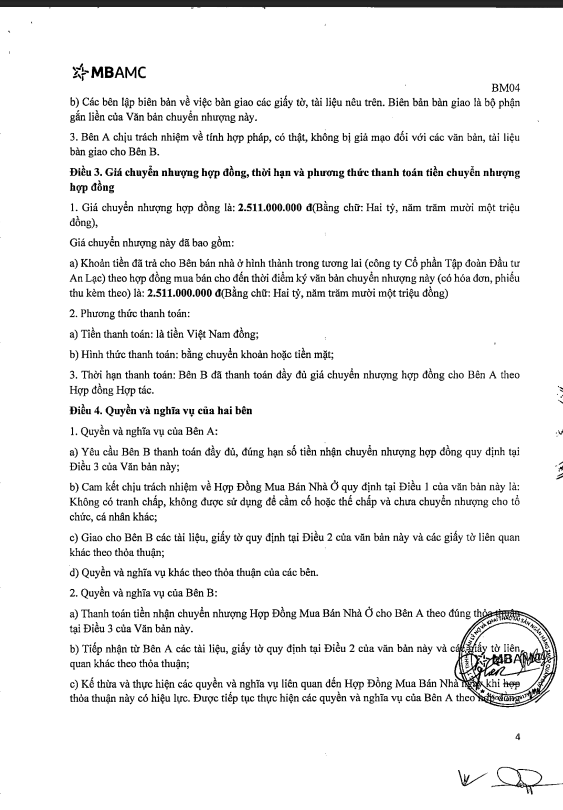 MBAMC
BM04
b) Các bên lập biên bản về việc bàn giao các giấy tờ, tài liệu nêu trên. Biên bản bàn giao là bộ phận
gắn liền của Văn bản chuyển nhượng này.
3. Bên A chịu trách nhiệm về tính hợp pháp, có thật, không bị giả mạo đối với các văn bản, tài liệu
bàn giao cho Bên B.
Điều 3. Giá chuyển nhượng hợp đồng, thời hạn và phương thức thanh toán tiền chuyển nhượng
hợp đồng
1. Giá chuyển nhượng hợp đồng là: 2.511.000.000 đ(Bằng chữ: Hai tỷ, năm trăm mười một triệu
đồng),
Giá chuyển nhượng này đã bao gồm:
a) Khoản tiền đã trả cho Bên bán nhà ở hình thành trong tương lai (công ty Cổ phần Tập đoàn Đầu tư
An Lạc) theo hợp đồng mua bán cho đến thời điểm ký văn bản chuyển nhượng này (có hóa đơn, phiếu
thu kèm theo) là: 2.511.000.000 đ(Bằng chữ: Hai tỷ, năm trăm mười một triệu đồng)
2. Phương thức thanh toán:
a) Tiền thanh toán: là tiền Việt Nam đồng;
b) Hình thức thanh toán: bằng chuyển khoản hoặc tiền mặt;
3. Thời hạn thanh toán: Bên B đã thanh toán đầy đủ giá chuyển nhượng hợp đồng cho Bên A theo
Hợp đồng Hợp tác.
Điều 4. Quyền và nghĩa vụ của hai bên
1. Quyền và nghĩa vụ của Bên A:
a) Yêu cầu Bên B thanh toán đầy đủ, đúng hạn số tiền nhận chuyển nhượng hợp đồng quy định tại
Điều 3 của Văn bản này;
b) Cam kết chịu trách nhiệm về Hợp Đồng Mua Bán Nhà Ở quy định tại Điều 1 của văn bản này là:
Không có tranh chấp, không được sử dụng để cầm cố hoặc thế chấp và chưa chuyển nhượng cho tổ
chức, cá nhân khác;
c) Giao cho Bên B các tài liệu, giấy tờ quy định tại Điều 2 của văn bản này và các giấy tờ liên quan
khác theo thỏa thuận;
d) Quyền và nghĩa vụ khác theo thỏa thuận của các bên.
2. Quyền và nghĩa vụ của Bên B:
a) Thanh toán tiền nhận chuyển nhượng Hợp Đồng Mua Bán Nhà Ở cho Bên A theo đúng thỏa thuận
tại Điều 3 của Văn bản này.
b) Tiếp nhận từ Bên A các tài liệu, giấy tờ quy định tại Điều 2 của văn bản này và các giấy tờ liên
quan khác theo thỏa thuận;
c) Kế thừa và thực hiện các quyền và nghĩa vụ liên quan đến Hợp Đồng Mua Bán Nhà ngay khi hợp
thỏa thuận này có hiệu lực. Được tiếp tục thực hiện các quyền và nghĩa vụ của Bên A theo hợp đồng
MBAMC
4